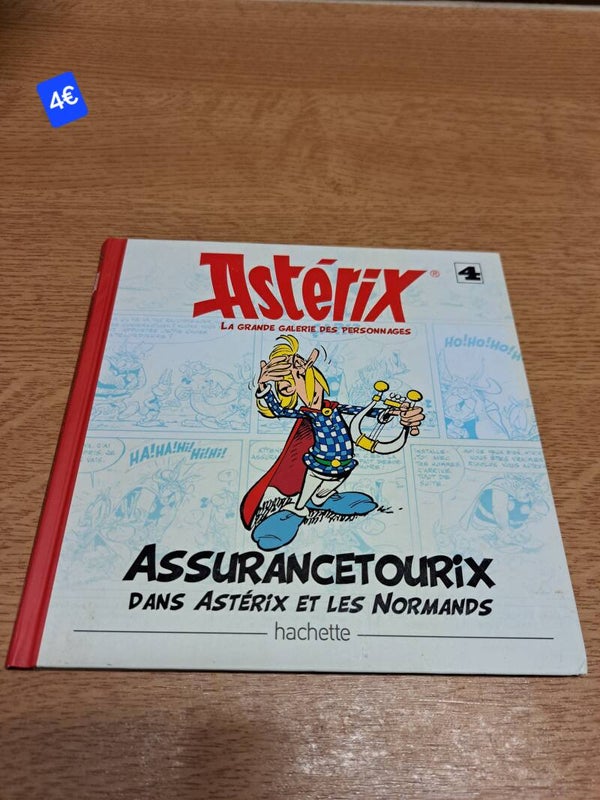 4€
Astérix®
4
LA GRANDE GALERIE DES PERSONNAGES
HO!HO!HO!H
HA!HA!HI! HI!HI!
ASSURANCETOURIX
DANS ASTÉRIX ET LES NORMANDS
hachette